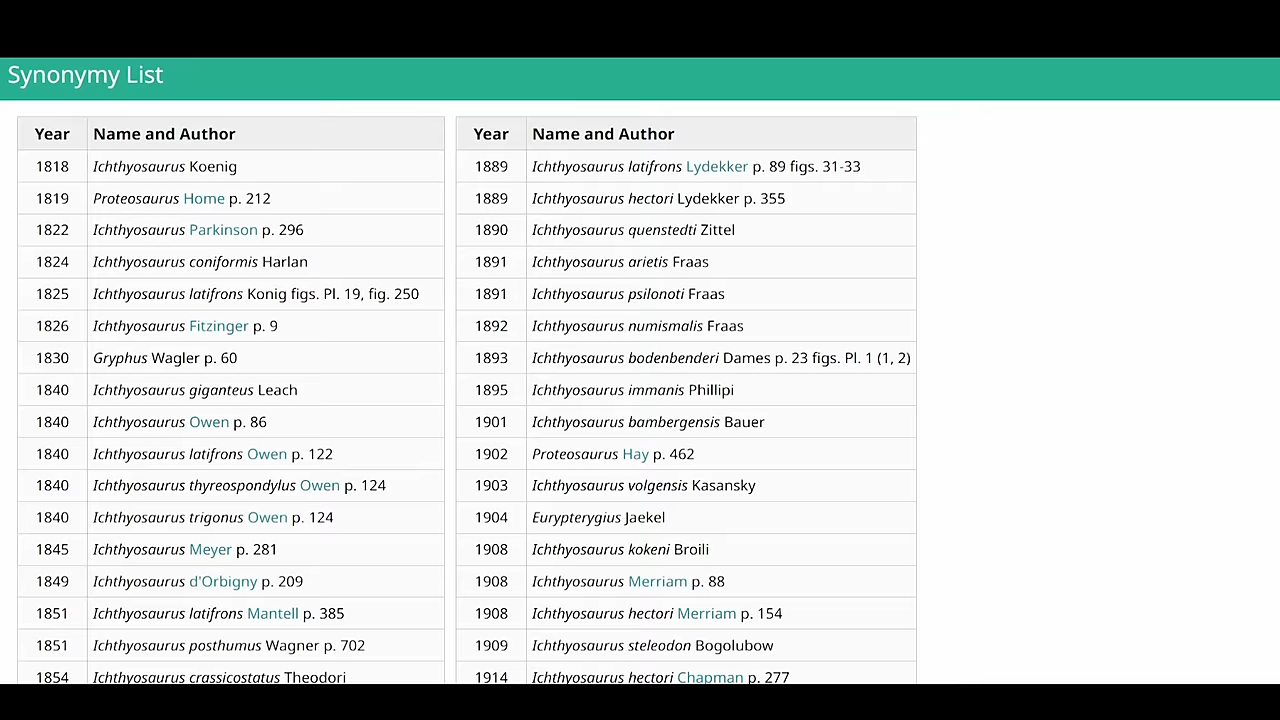 Synonymy List
Year Name and Author
1818 Ichthyosaurus Koenig
1819 Proteosaurus Home p. 212
1822 Ichthyosaurus Parkinson p. 296
1824 Ichthyosaurus coniformis Harlan
1825 Ichthyosaurus latifrons Konig figs. Pl. 19, fig. 250
1826 Ichthyosaurus Fitzinger p. 9
1830 Gryphus Wagler p. 60
1840 Ichthyosaurus giganteus Leach
1840 Ichthyosaurus Owen p. 86
1840 Ichthyosaurus latifrons Owen p. 122
1840 Ichthyosaurus thyreospondylus Owen p. 124
1840 Ichthyosaurus trigonus Owen p. 124
1845 Ichthyosaurus Meyer p. 281
1849 Ichthyosaurus d'Orbigny p. 209
1851 Ichthyosaurus latifrons Mantell p. 385
1851 Ichthyosaurus posthumus Wagner p. 702
1854 Ichthyosaurus crassicostatus Theodori
Year Name and Author
1889 Ichthyosaurus latifrons Lydekker p. 89 figs. 31-33
1889 Ichthyosaurus hectori Lydekker p. 355
1890 Ichthyosaurus quenstedti Zittel
1891 Ichthyosaurus arietis Fraas
1891 Ichthyosaurus psilonoti Fraas
1892 Ichthyosaurus numismalis Fraas
1893 Ichthyosaurus bodenbenderi Dames p. 23 figs. Pl. 1 (1, 2)
1895 Ichthyosaurus immanis Phillipi
1901 Ichthyosaurus bambergensis Bauer
1902 Proteosaurus Hay p. 462
1903 Ichthyosaurus volgensis Kasansky
1904 Eurypterygius Jaekel
1908 Ichthyosaurus kokeni Broili
1908 Ichthyosaurus Merriam p. 88
1908 Ichthyosaurus hectori Merriam p. 154
1909 Ichthyosaurus steleodon Bogolubow
1914 Ichthyosaurus hectori Chapman p. 277